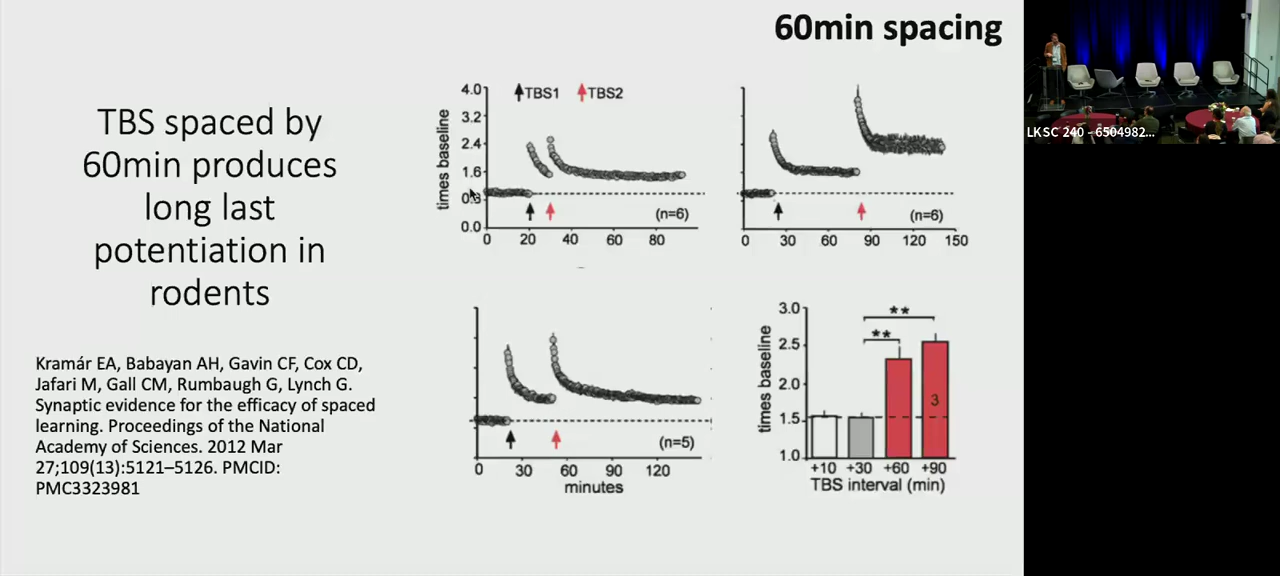 60min spacing
TBS spaced by
60min produces
long last
potentiation in
rodents
Kramár EA, Babayan AH, Gavin CF, Cox CD,
Jafari M, Gall CM, Rumbaugh G, Lynch G.
Synaptic evidence for the efficacy of spaced
learning. Proceedings of the National
Academy of Sciences. 2012 Mar
27;109(13):5121–5126. PMCID:
PMC3323981
times baseline
4.0
3.2
2.4
1.6
0.8
0.0
TBS1 TBS2
(n=6)
0 20 40 60 80
(n=6)
0 30 60 90 120 150
(n=5)
0 30 60 90 120
minutes
times baseline
3.0
2.5
2.0
1.5
1.0
**
**
3
+10 +30 +60 +90
TBS interval (min)
LKSC 240 - 6504982...